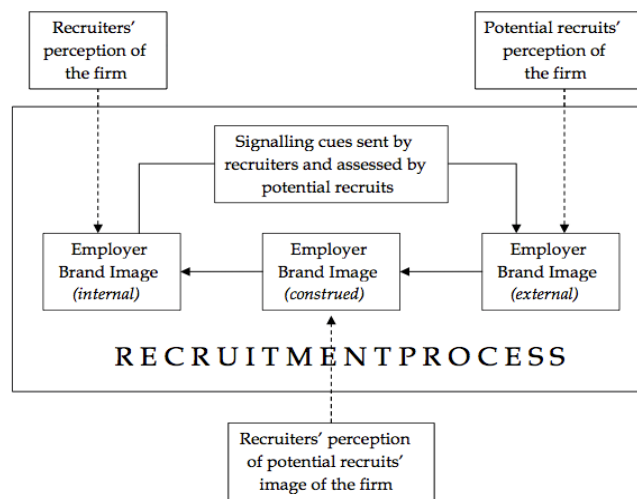 Recruiters’
perception of
the firm
Potential recruits’
perception of
the firm
Signalling cues sent by
recruiters and assessed by
potential recruits
Employer
Brand Image
(internal)
Employer
Brand Image
(construed)
Employer
Brand Image
(external)
R E C R U I T M E N T P R O C E S S
Recruiters’ perception
of potential recruits’
image of the firm